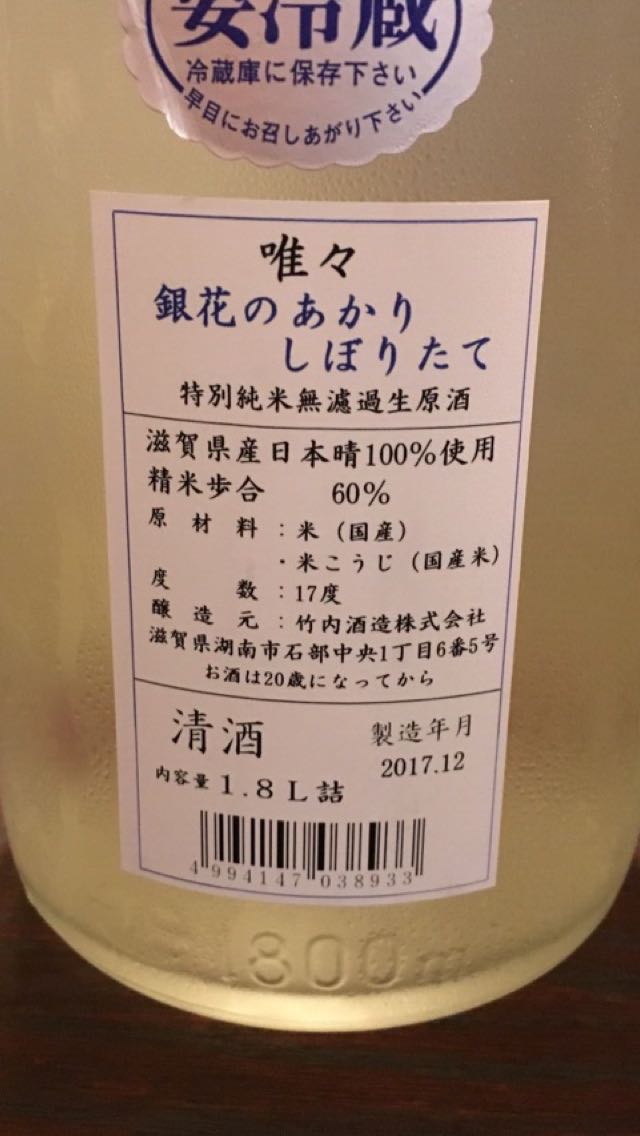 要冷蔵
冷蔵庫に保存下さい
早目にお召しあがり下さい
唯々
銀花のあかり
しぼりたて
特別純米無濾過生原酒
滋賀県産日本晴100%使用
精米歩合 60%
原材料：米（国産）
・米こうじ（国産米）
度数：17度
醸造元：竹内酒造株式会社
滋賀県湖南市石部中央1丁目6番5号
お酒は20歳になってから
清酒 製造年月
内容量 1.8L詰 2017.12
4 994147 038933
1800m